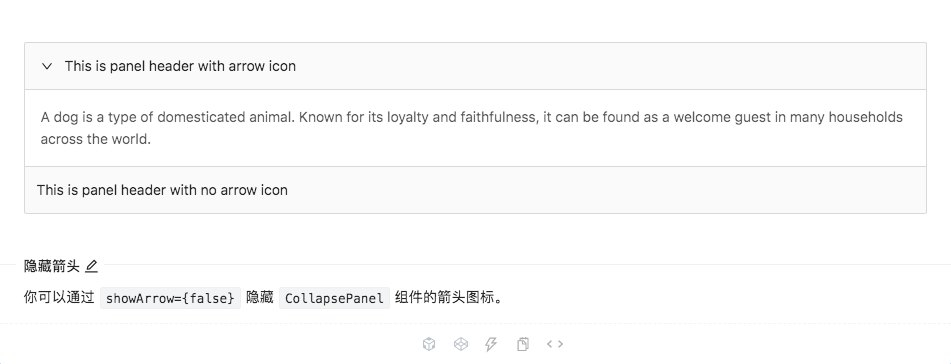 This is panel header with arrow icon
A dog is a type of domesticated animal. Known for its loyalty and faithfulness, it can be found as a welcome guest in many households
across the world.
This is panel header with no arrow icon
隐藏箭头
你可以通过 showArrow={false} 隐藏 CollapsePanel 组件的箭头图标。